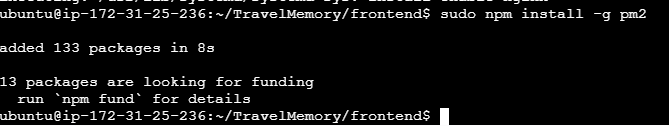 ubuntu@ip-172-31-25-236:~/TravelMemory/frontend$ sudo npm install -g pm2
added 133 packages in 8s
13 packages are looking for funding
run `npm fund` for details
ubuntu@ip-172-31-25-236:~/TravelMemory/frontend$